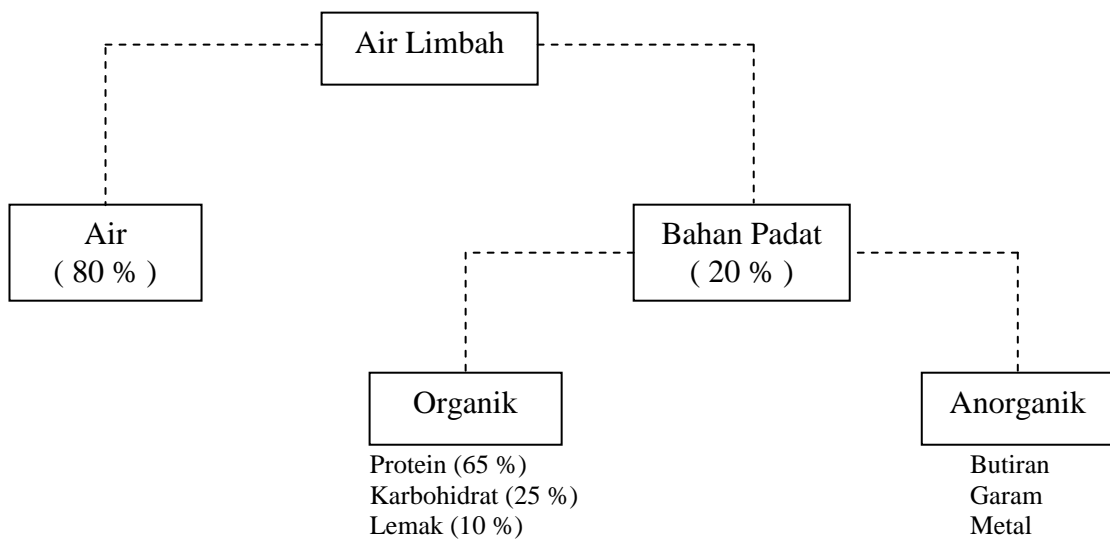 Air Limbah
Air
( 80 % )
Bahan Padat
( 20 % )
Organik
Protein (65 %)
Karbohidrat (25 %)
Lemak (10 %)
Anorganik
Butiran
Garam
Metal